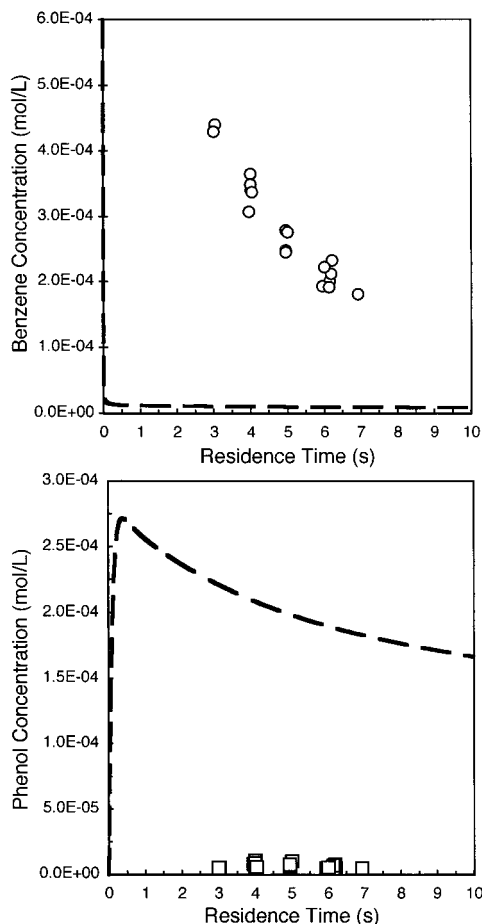 6.0E-04
5.0E-04
4.0E-04
3.0E-04
2.0E-04
1.0E-04
0.0E+00
Benzene Concentration (mol/L)
0 1 2 3 4 5 6 7 8 9 10
Residence Time (s)
3.0E-04
2.5E-04
2.0E-04
1.5E-04
1.0E-04
5.0E-05
0.0E+00
Phenol Concentration (mol/L)
0 1 2 3 4 5 6 7 8 9 10
Residence Time (s)